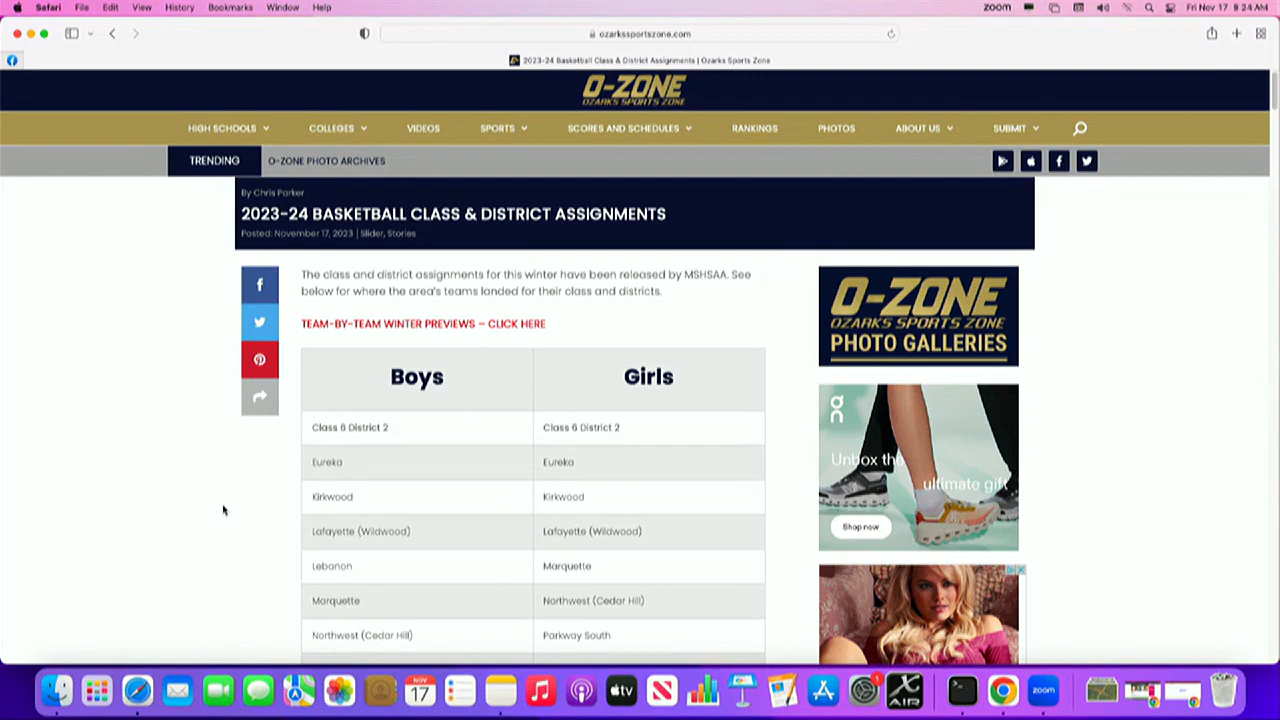 Safari File Edit View History Bookmarks Window Help zoom Fri Nov 17 9:24 AM
ozarkssportszone.com
2023-24 Basketball Class & District Assignments | Ozarks Sports Zone
O-ZONE
OZARKS SPORTS ZONE
HIGH SCHOOLS COLLEGES VIDEOS SPORTS SCORES AND SCHEDULES RANKINGS PHOTOS ABOUT US SUBMIT
TRENDING O-ZONE PHOTO ARCHIVES
By Chris Parker
2023-24 BASKETBALL CLASS & DISTRICT ASSIGNMENTS
Posted: November 17, 2023 | Slider, Stories
The class and district assignments for this winter have been released by MSHSAA. See
below for where the area's teams landed for their class and districts.
TEAM-BY-TEAM WINTER PREVIEWS – CLICK HERE
Boys Girls
Class 6 District 2 Class 6 District 2
Eureka Eureka
Kirkwood Kirkwood
Lafayette (Wildwood) Lafayette (Wildwood)
Lebanon Marquette
Marquette Northwest (Cedar Hill)
Northwest (Cedar Hill) Parkway South
O-ZONE
OZARKS SPORTS ZONE
PHOTO GALLERIES
Unbox the
ultimate gift
Shop now
NOV
17
tv
X
AIR
zoom